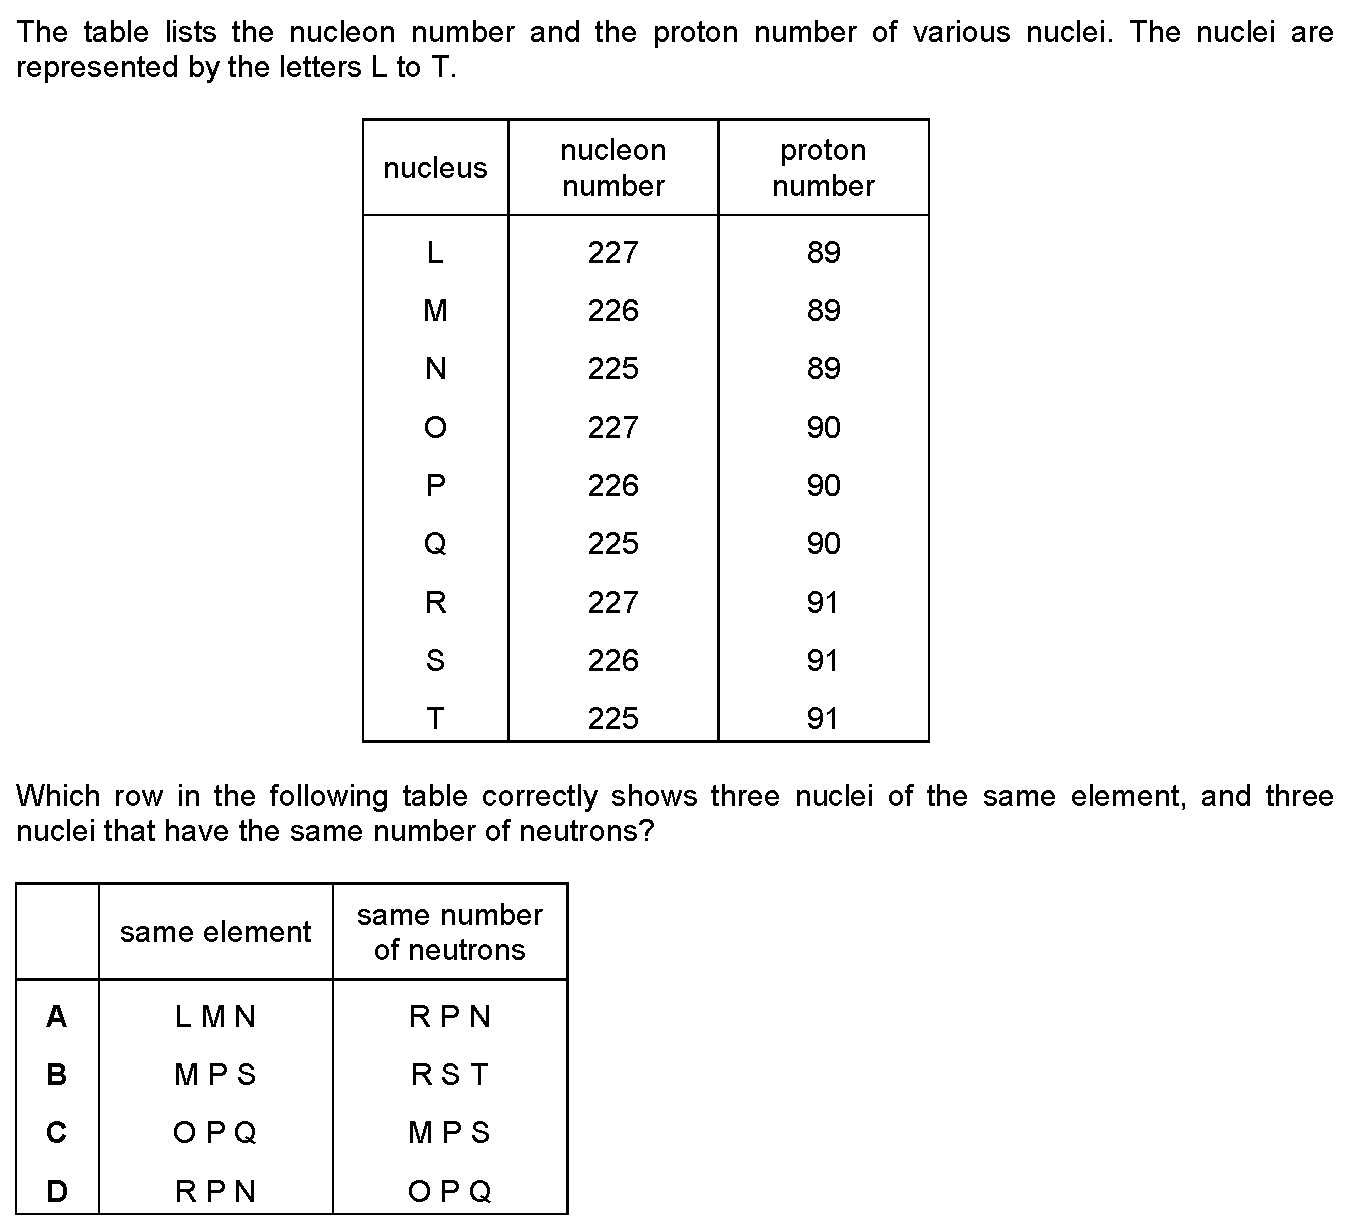 The table lists the nucleon number and the proton number of various nuclei. The nuclei are
represented by the letters L to T.
nucleus nucleon number proton number
L 227 89
M 226 89
N 225 89
O 227 90
P 226 90
Q 225 90
R 227 91
S 226 91
T 225 91
Which row in the following table correctly shows three nuclei of the same element, and three
nuclei that have the same number of neutrons?
same element same number of neutrons
A L M N R P N
B M P S R S T
C O P Q M P S
D R P N O P Q